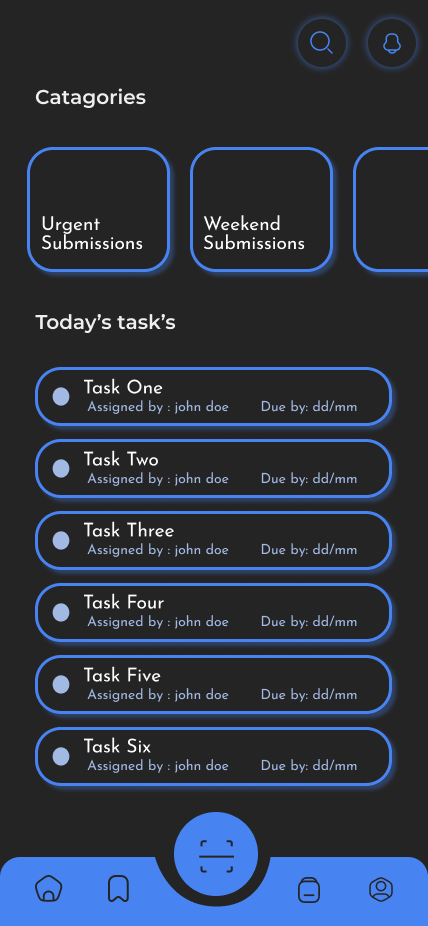 Catagories
Urgent
Submissions
Weekend
Submissions
Today's task's
Task One
Assigned by : john doe Due by: dd/mm
Task Two
Assigned by : john doe Due by: dd/mm
Task Three
Assigned by : john doe Due by: dd/mm
Task Four
Assigned by : john doe Due by: dd/mm
Task Five
Assigned by : john doe Due by: dd/mm
Task Six
Assigned by : john doe Due by: dd/mm